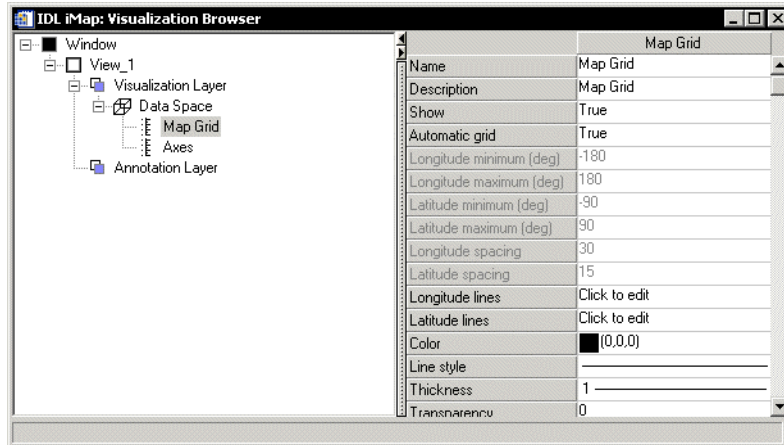 IDL iMap: Visualization Browser
Window
View_1
Visualization Layer
Data Space
Map Grid
Axes
Annotation Layer
Map Grid
Name Map Grid
Description Map Grid
Show True
Automatic grid True
Longitude minimum (deg) -180
Longitude maximum (deg) 180
Latitude minimum (deg) -90
Latitude maximum (deg) 90
Longitude spacing 30
Latitude spacing 15
Longitude lines Click to edit
Latitude lines Click to edit
Color (0,0,0)
Line style
Thickness 1
Transparency 0